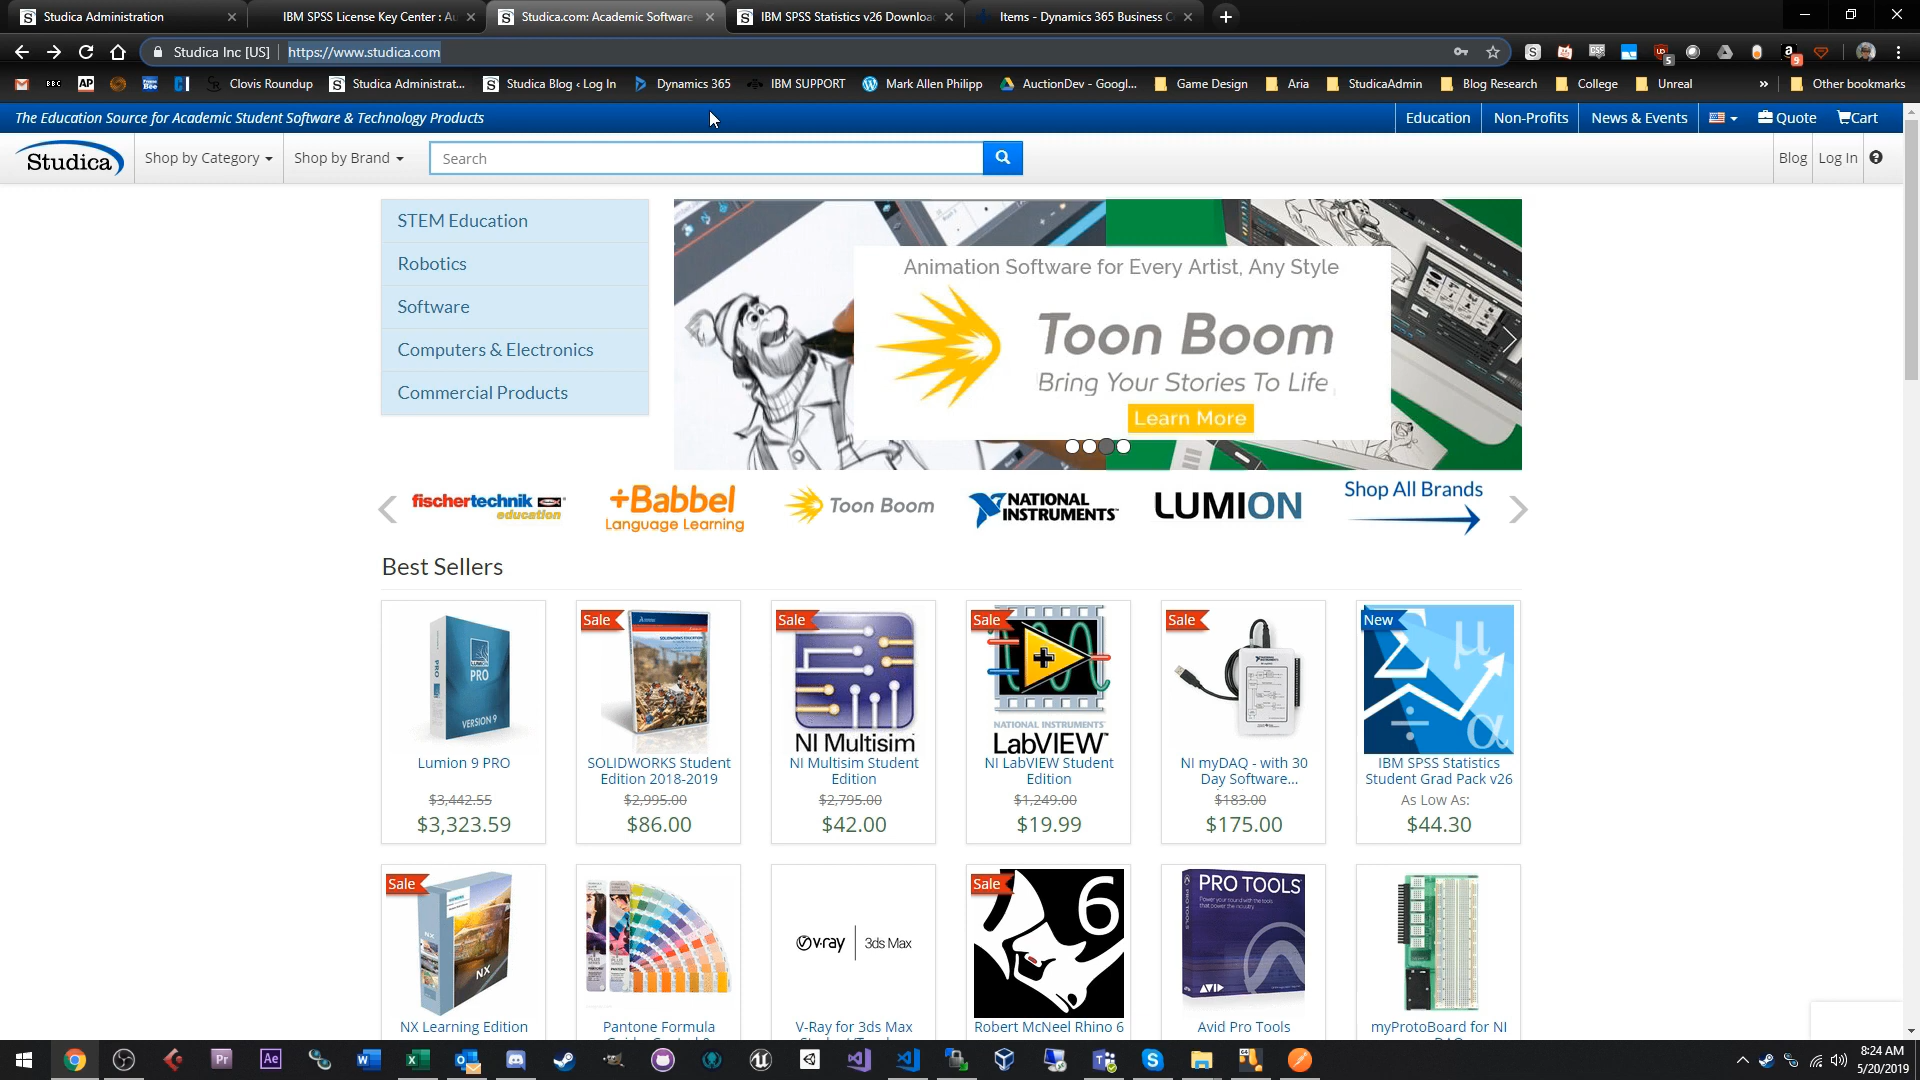 Studica Administration
IBM SPSS License Key Center : Au
Studica.com: Academic Software
IBM SPSS Statistics v26 Downloa
Items - Dynamics 365 Business C
Studica Inc [US]
https://www.studica.com
Clovis Roundup
Studica Administrat...
Studica Blog ‹ Log In
Dynamics 365
IBM SUPPORT
Mark Allen Philipp
AuctionDev - Googl...
Game Design
Aria
StudicaAdmin
Blog Research
College
Unreal
»
Other bookmarks
The Education Source for Academic Student Software & Technology Products
Education
Non-Profits
News & Events
Quote
Cart
Studica
Shop by Category
Shop by Brand
Search
Blog
Log In
STEM Education
Robotics
Software
Computers & Electronics
Commercial Products
Animation Software for Every Artist, Any Style
Toon Boom
Bring Your Stories To Life
Learn More
fischertechnik
education
+Babbel
Language Learning
Toon Boom
NATIONAL
INSTRUMENTS
LUMION
Shop All Brands
Best Sellers
PRO
VERSION 9
Lumion 9 PRO
$3,442.55
$3,323.59
Sale
SOLIDWORKS Student
Edition 2018-2019
$2,995.00
$86.00
Sale
NI Multisim
NI Multisim Student
Edition
$2,795.00
$42.00
Sale
NATIONAL INSTRUMENTS
LabVIEW
NI LabVIEW Student
Edition
$1,249.00
$19.99
Sale
NI myDAQ - with 30
Day Software...
$183.00
$175.00
New
Σ
μ
α
IBM SPSS Statistics
Student Grad Pack v26
As Low As:
$44.30
Sale
NX
NX Learning Edition
Pantone Formula
v·ray
3ds Max
V-Ray for 3ds Max
Sale
6
Robert McNeel Rhino 6
PRO TOOLS
AVID
Avid Pro Tools
myProtoBoard for NI
8:24 AM
5/20/2019